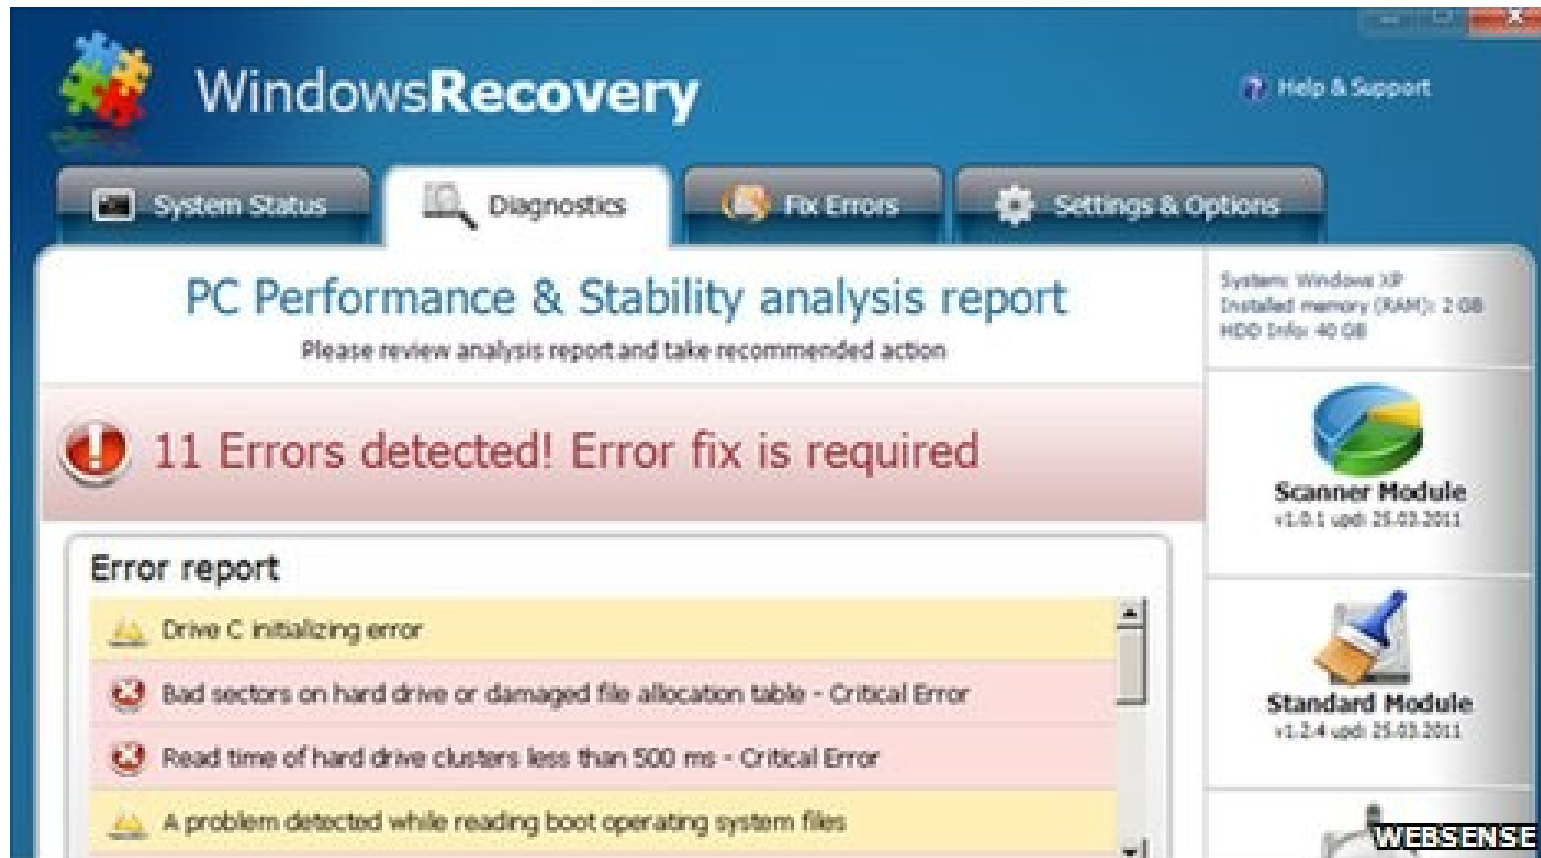 WindowsRecovery
Help & Support
System Status
Diagnostics
Fix Errors
Settings & Options
PC Performance & Stability analysis report
Please review analysis report and take recommended action
System: Windows XP
Installed memory (RAM): 2 GB
HDD Info: 40 GB
11 Errors detected! Error fix is required
Scanner Module
v1.0.1 upd: 25.03.2011
Error report
Drive C initializing error
Bad sectors on hard drive or damaged file allocation table - Critical Error
Read time of hard drive clusters less than 500 ms - Critical Error
A problem detected while reading boot operating system files
Standard Module
v1.2.4 upd: 25.03.2011
WEBSENSE